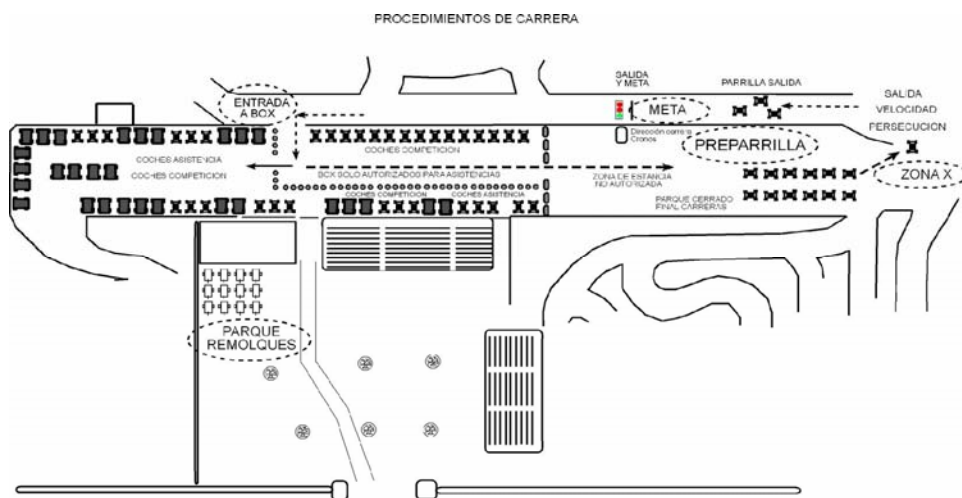 PROCEDIMIENTOS DE CARRERA
SALIDA
Y META
PARRILLA SALIDA
ENTRADA
A BOX
META
SALIDA
VELOCIDAD
PERSECUCION
Dirección carrera
Cronos
PREPARRILLA
COCHES COMPETICION
COCHES ASISTENCIA
COCHES COMPETICION
BOX SOLO AUTORIZADOS PARA ASISTENCIAS
ZONA DE ESTANCIA
NO AUTORIZADA
ZONA X
COCHES COMPETICION
COCHES ASISTENCIA
PARQUE CERRADO
FINAL CARRERAS
PARQUE
REMOLQUES